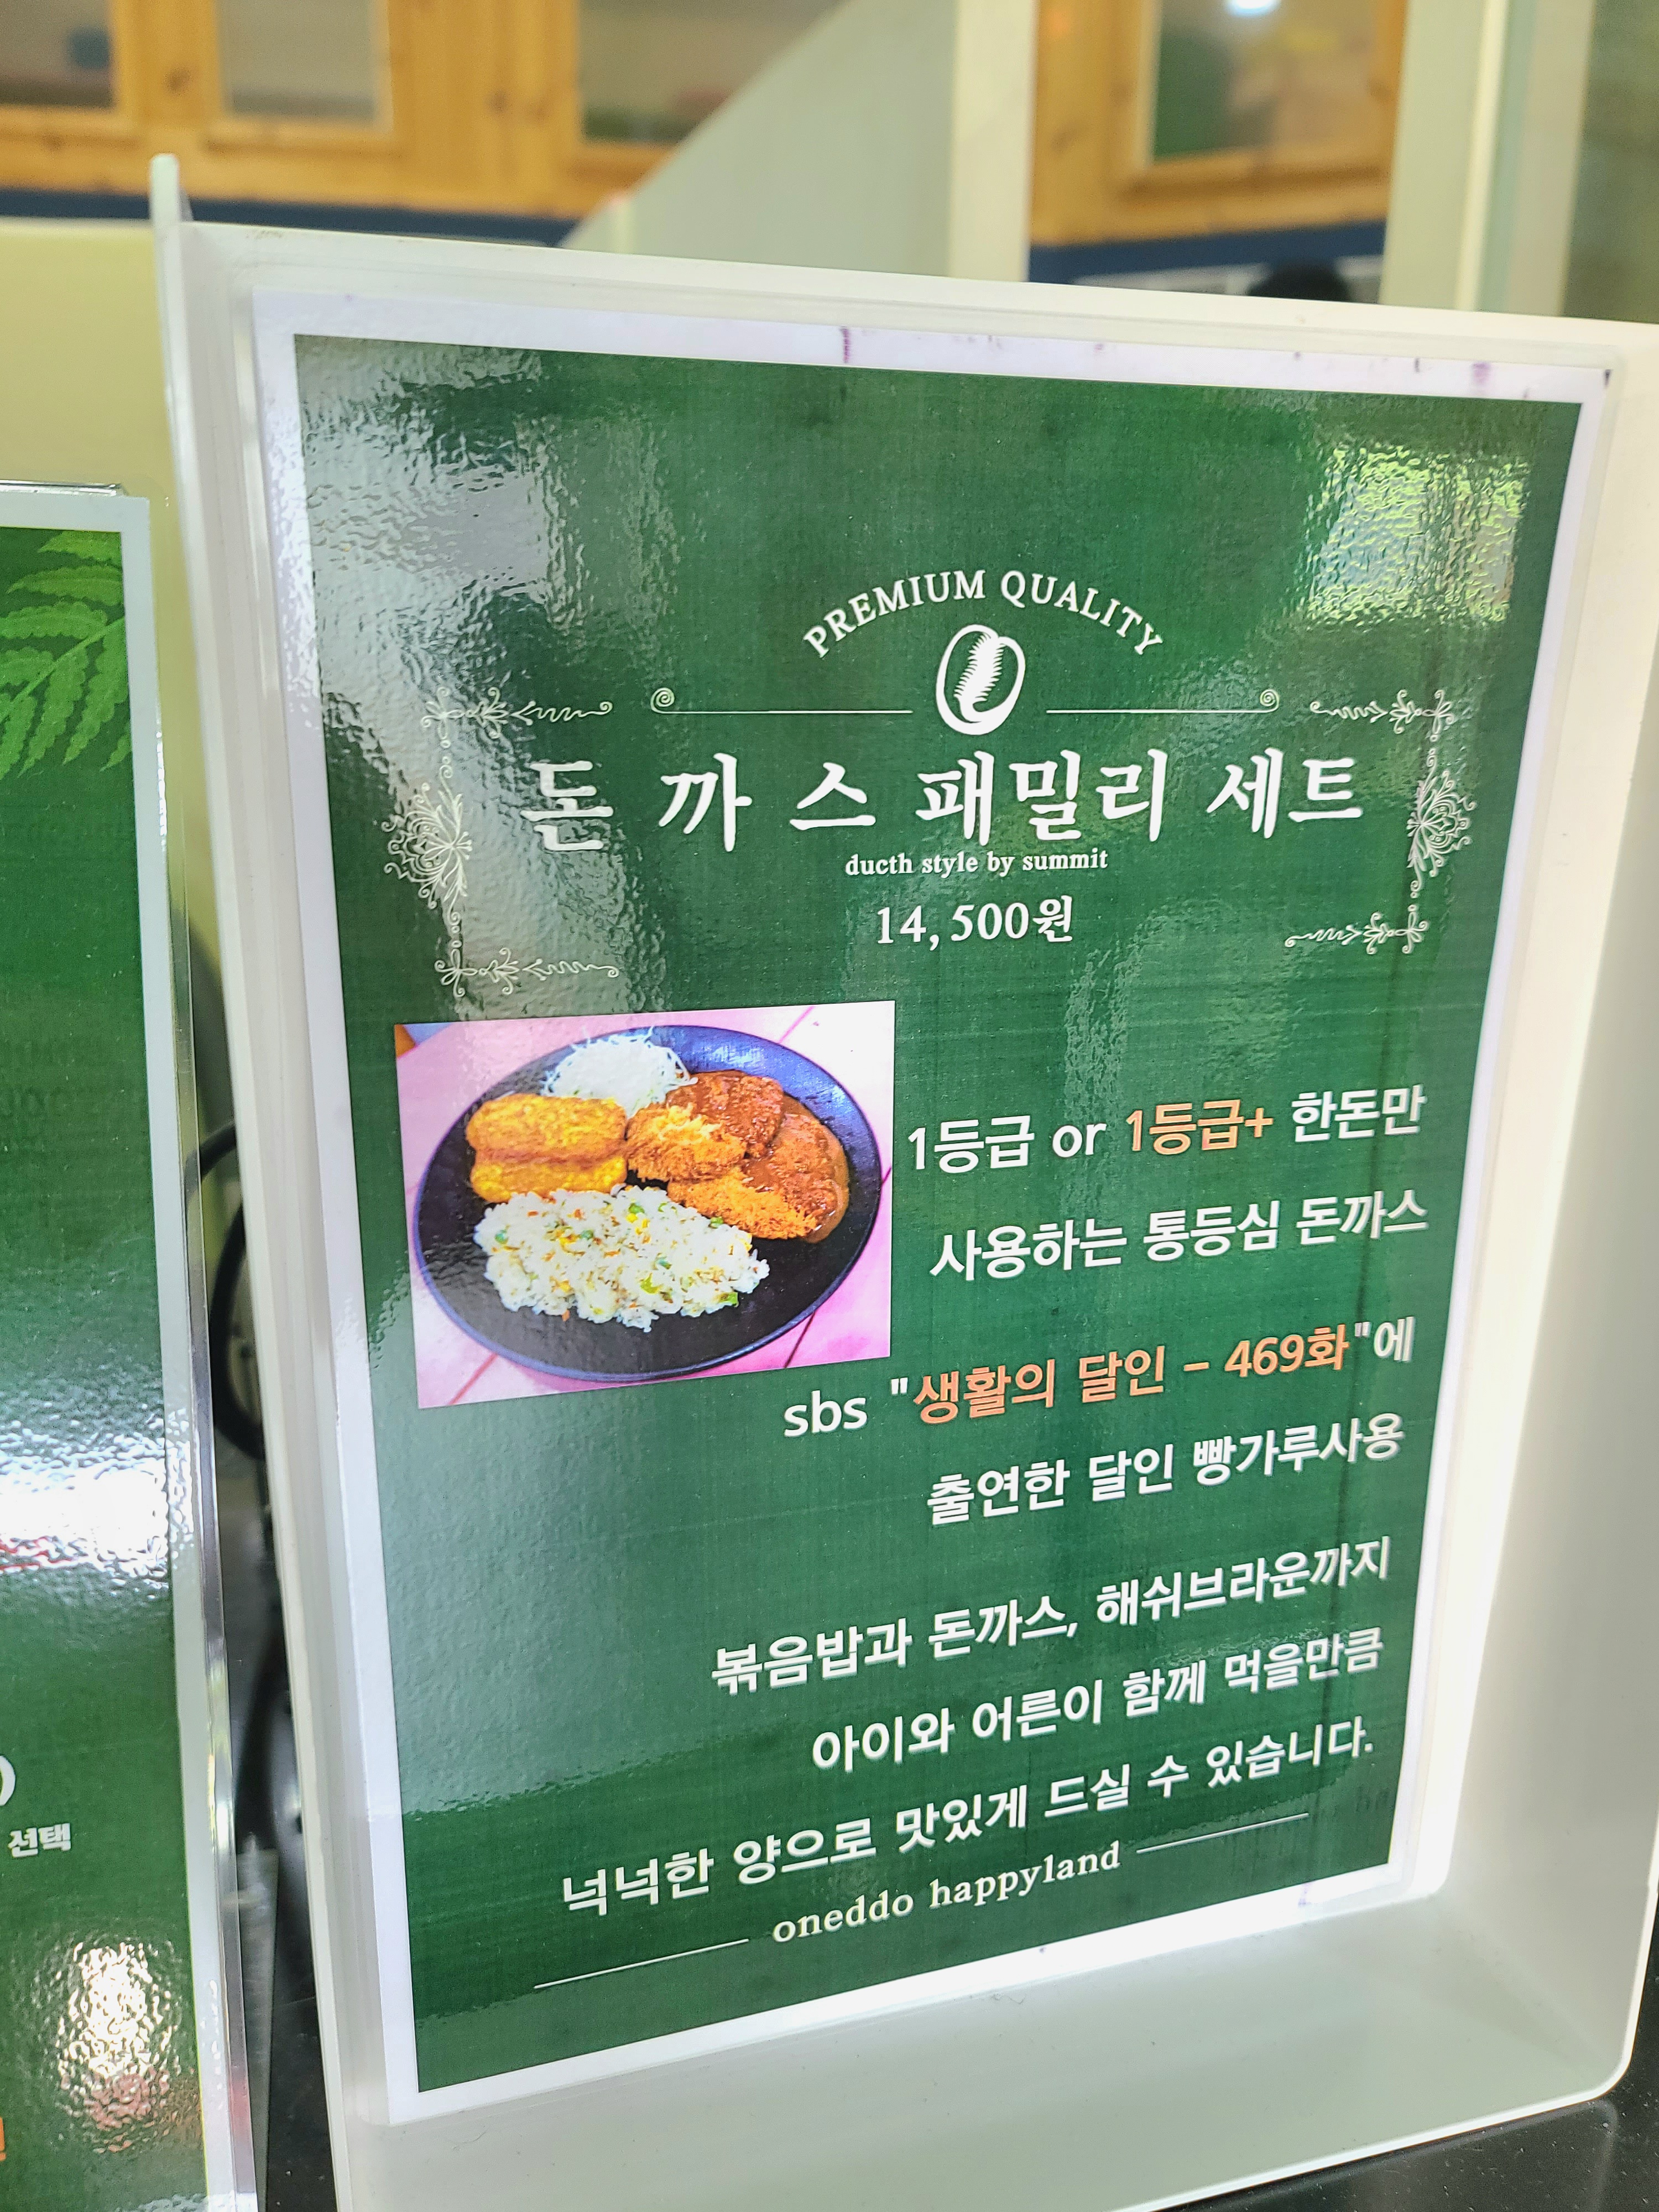 PREMIUM QUALITY
돈 까 스 패밀리 세트
ducth style by summit
14,500원
1등급 or 1등급+ 한돈만
사용하는 통등심 돈까스
sbs "생활의 달인 - 469화"에
출연한 달인 빵가루사용
볶음밥과 돈까스, 해쉬브라운까지
아이와 어른이 함께 먹을만큼
넉넉한 양으로 맛있게 드실 수 있습니다.
oneddo happyland
)
선택